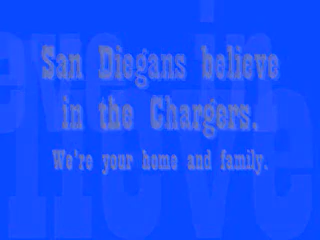 San Diegans believe
in the Chargers.
We're your home and family.